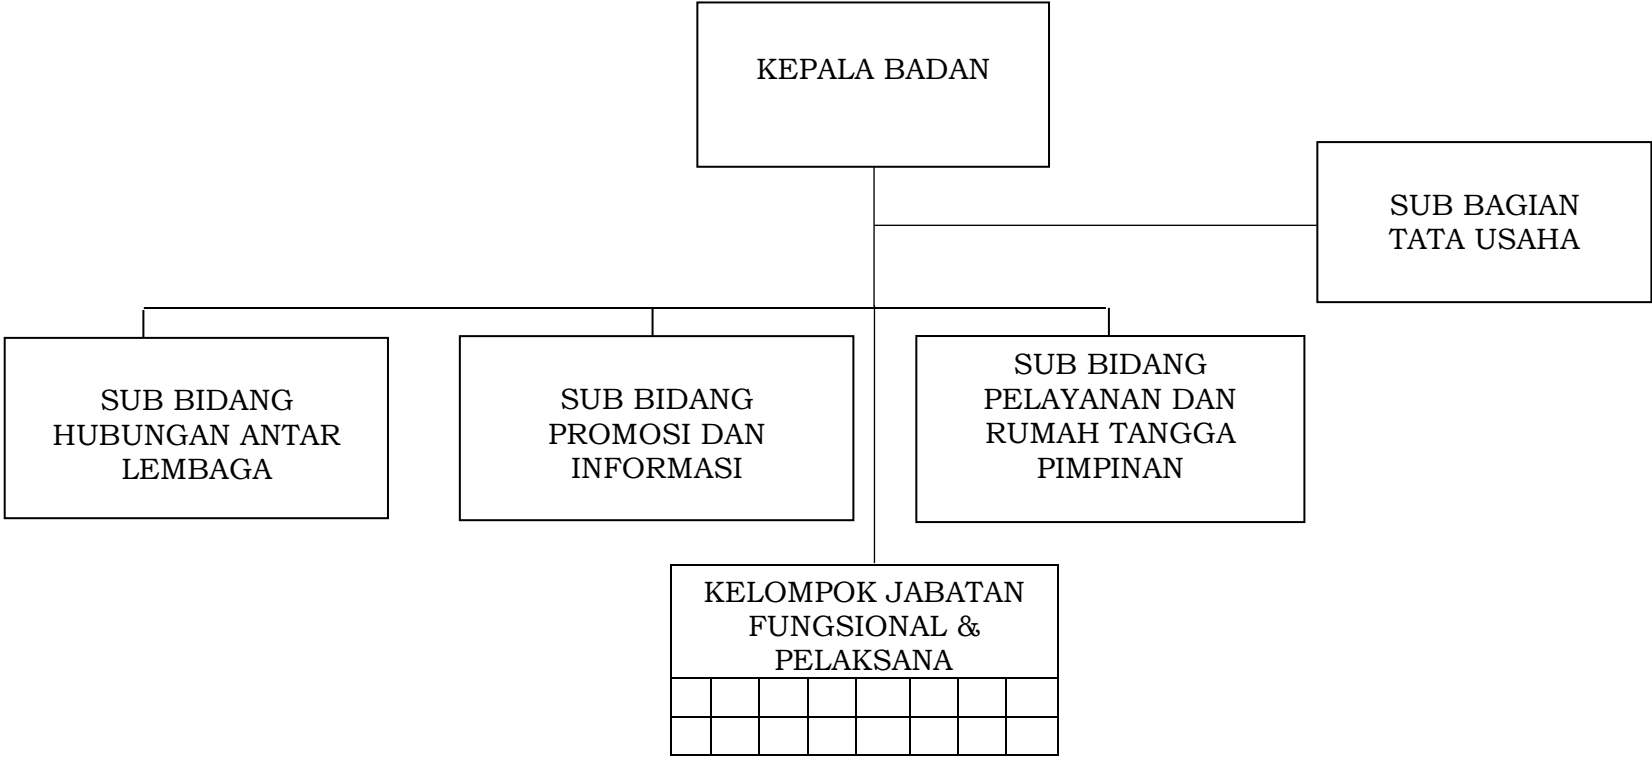 KEPALA BADAN
SUB BAGIAN
TATA USAHA
SUB BIDANG
HUBUNGAN ANTAR
LEMBAGA
SUB BIDANG
PROMOSI DAN
INFORMASI
SUB BIDANG
PELAYANAN DAN
RUMAH TANGGA
PIMPINAN
KELOMPOK JABATAN
FUNGSIONAL &
PELAKSANA